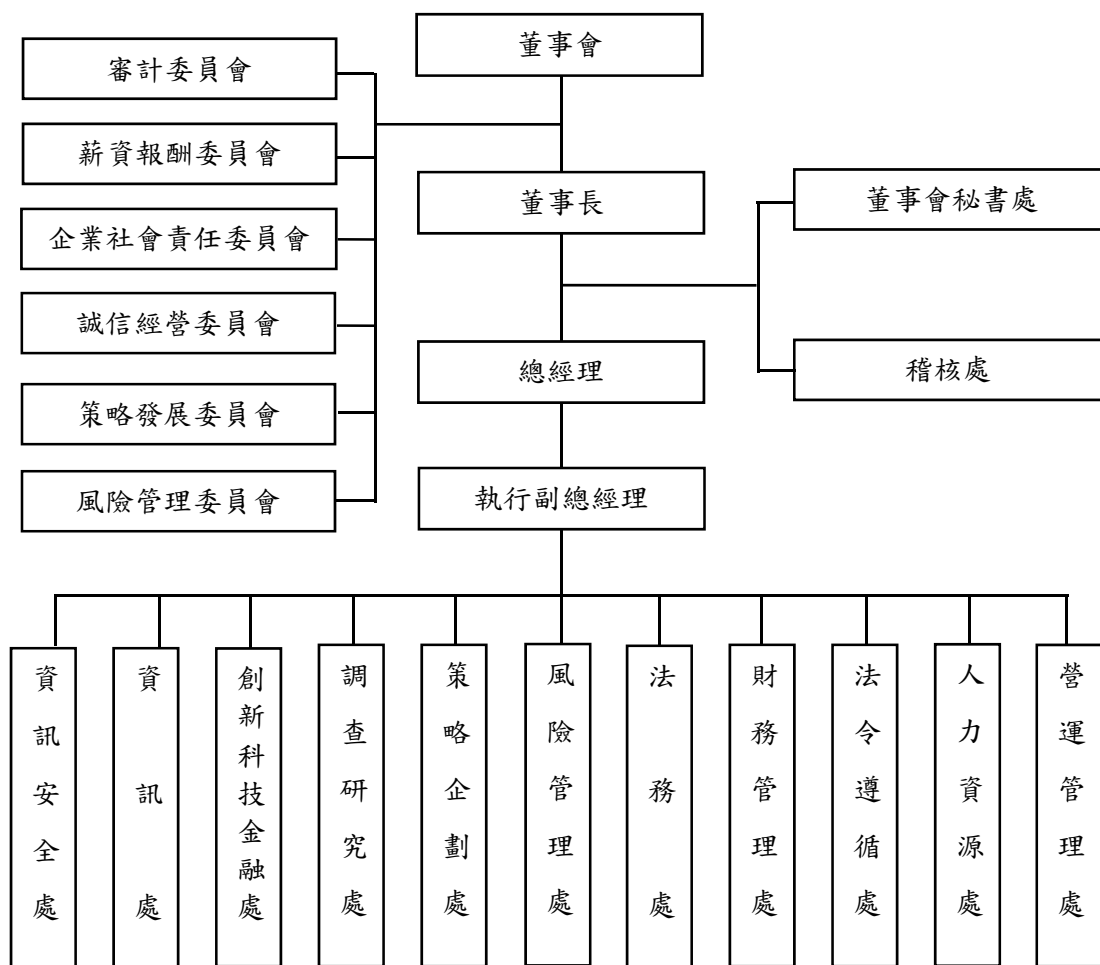 董事會
審計委員會
薪資報酬委員會
企業社會責任委員會
誠信經營委員會
策略發展委員會
風險管理委員會
董事長
董事會秘書處
稽核處
總經理
執行副總經理
資訊安全處
資訊處
創新科技金融處
調查研究處
策略企劃處
風險管理處
法務處
財務管理處
法令遵循處
人力資源處
營運管理處